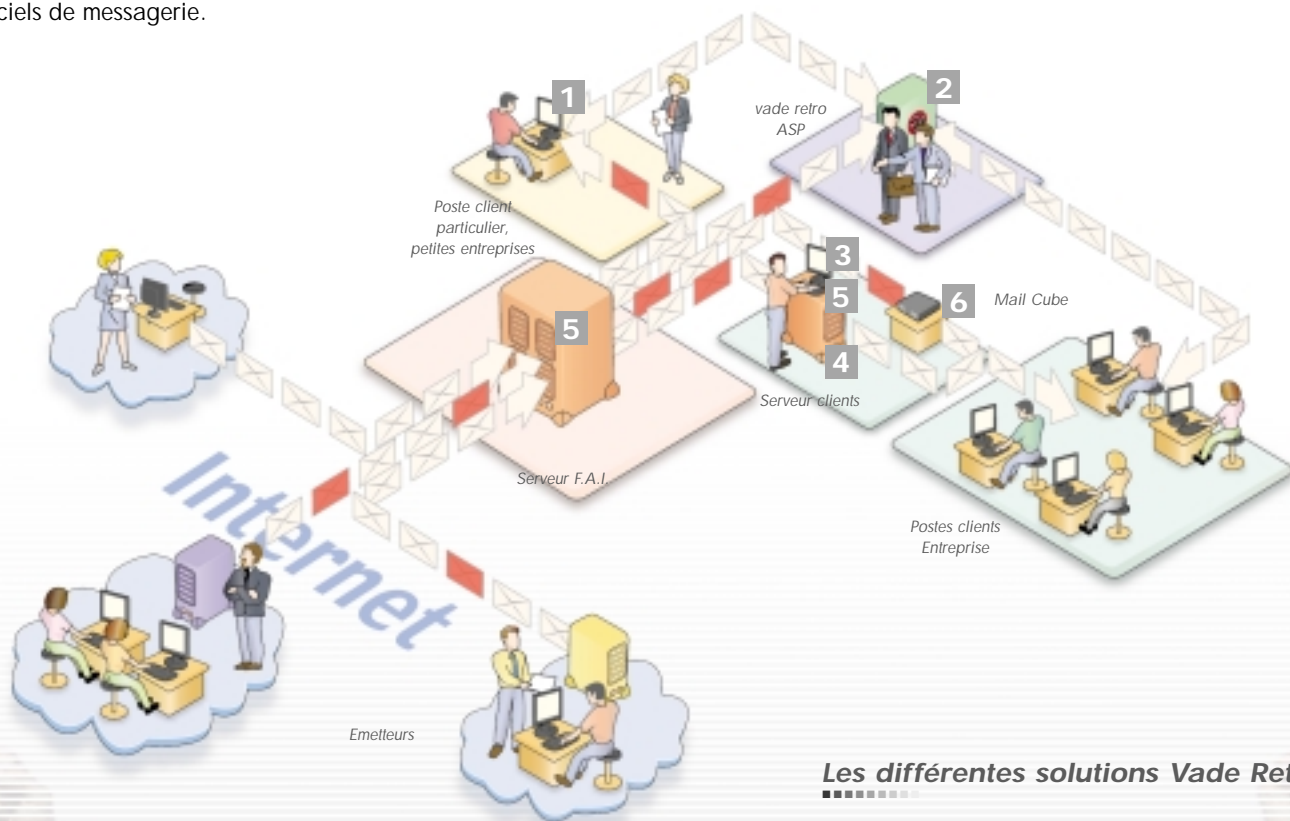 ciels de messagerie.
1
2
vade retro
ASP
Poste client
particulier,
petites entreprises
3
5
6
Mail Cube
5
4
Serveur clients
Serveur F.A.I.
Internet
Postes clients
Entreprise
Emetteurs
Les différentes solutions Vade Ret